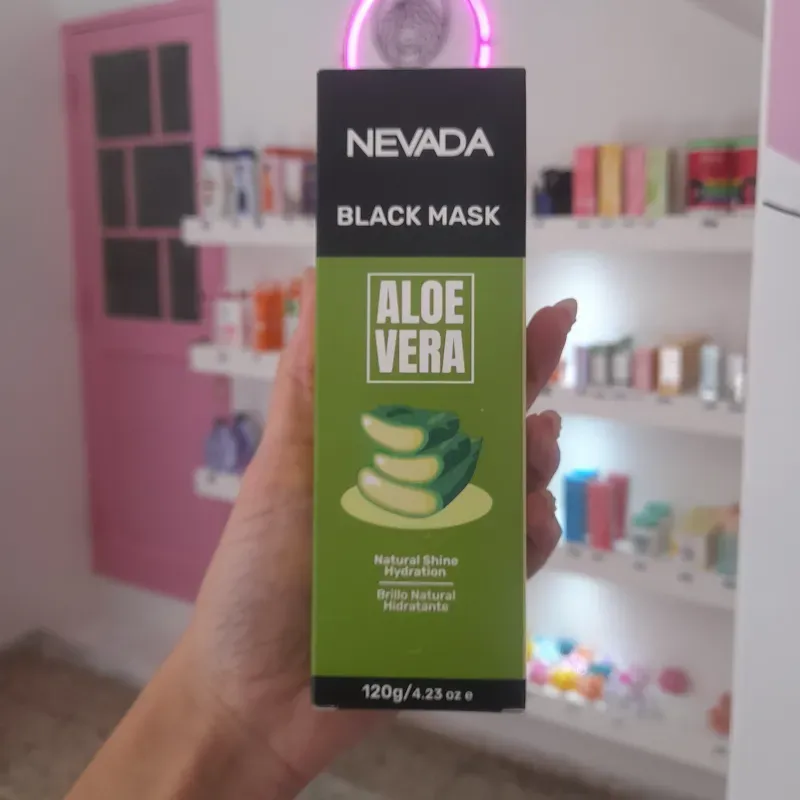 NEVADA
BLACK MASK
ALOE
VERA
Natural Shine
Hydration
Brillo Natural
Hidratante
120g/4.23 oz e